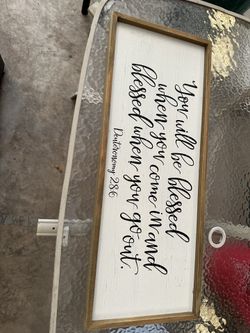 "You will be blessed
when you come in and
blessed when you go out.
Deuteronomy 28:6